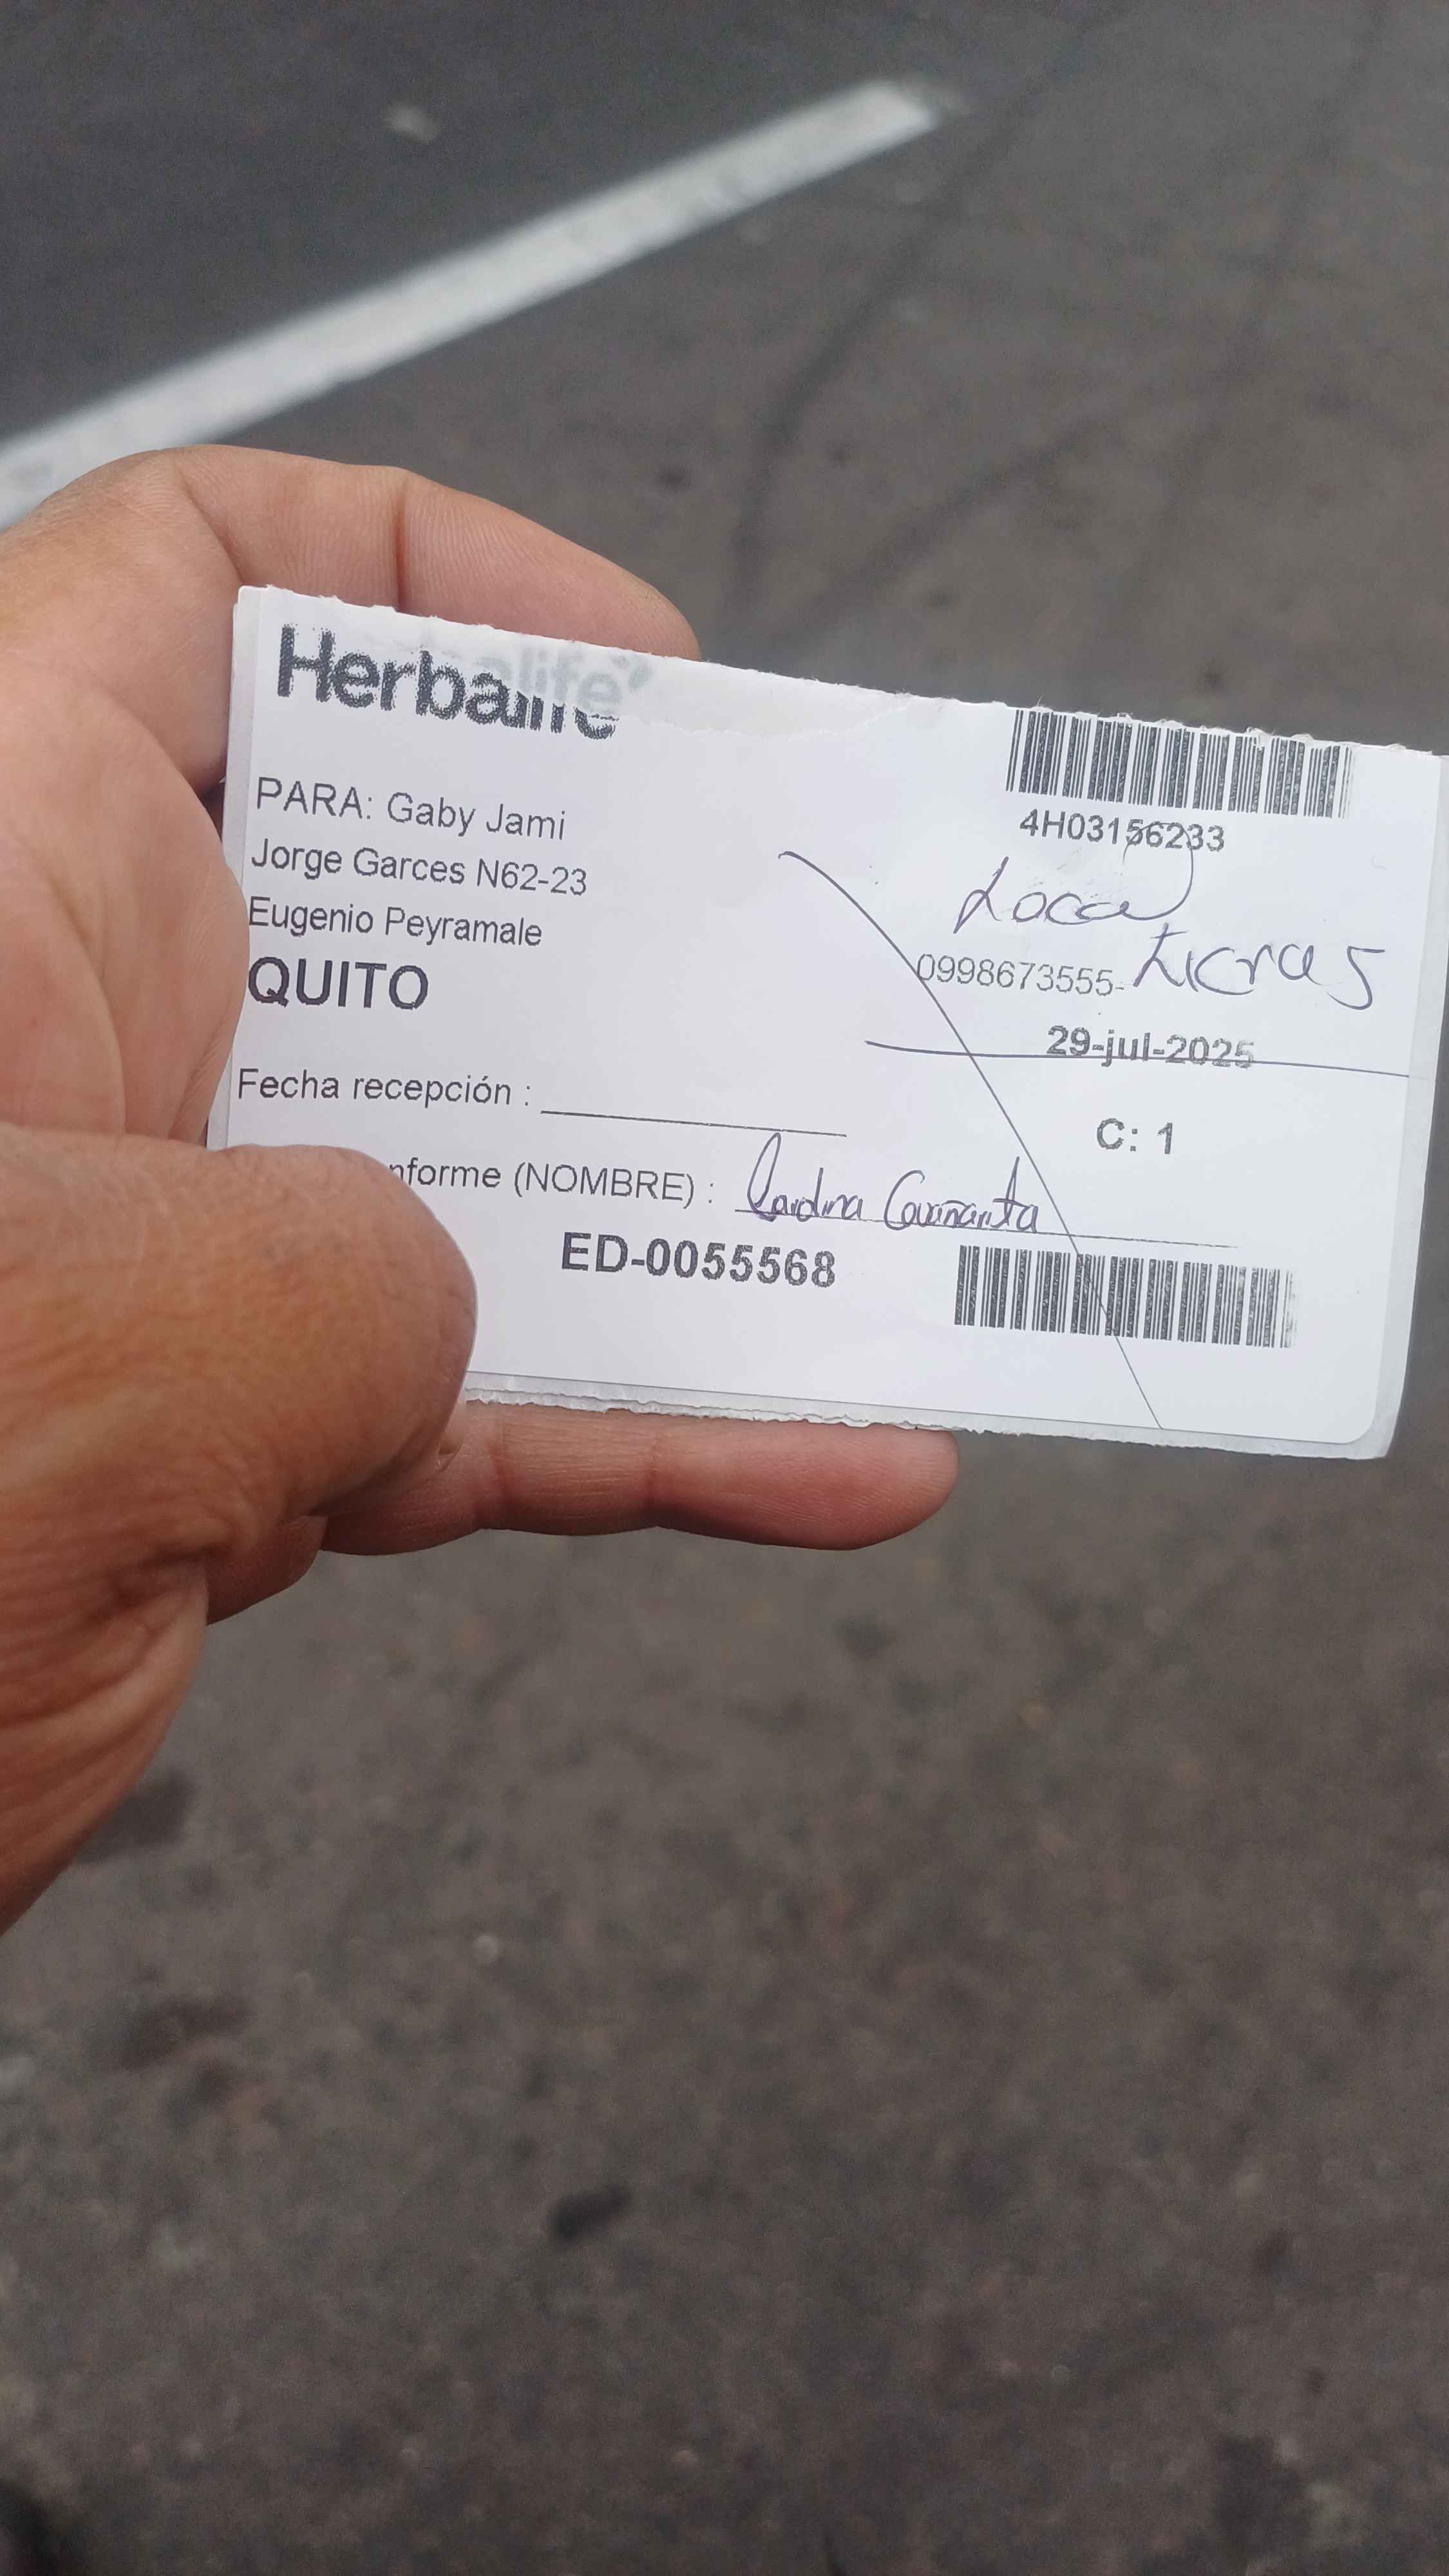 Herbalife
PARA: Gaby Jami
Jorge Garces N62-23
Eugenio Peyramale
QUITO
4H03156233
Local
0998673555-
Licras
29-jul-2025
Fecha recepción :
C: 1
nforme (NOMBRE) :
ED-0055568